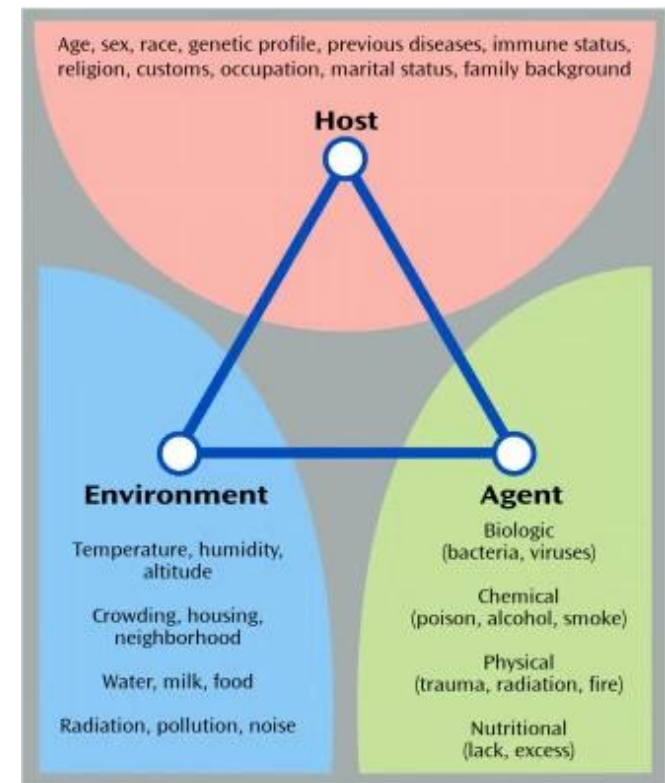 Age, sex, race, genetic profile, previous diseases, immune status,
religion, customs, occupation, marital status, family background
Host
Environment
Temperature, humidity,
altitude
Crowding, housing,
neighborhood
Water, milk, food
Radiation, pollution, noise
Agent
Biologic
(bacteria, viruses)
Chemical
(poison, alcohol, smoke)
Physical
(trauma, radiation, fire)
Nutritional
(lack, excess)